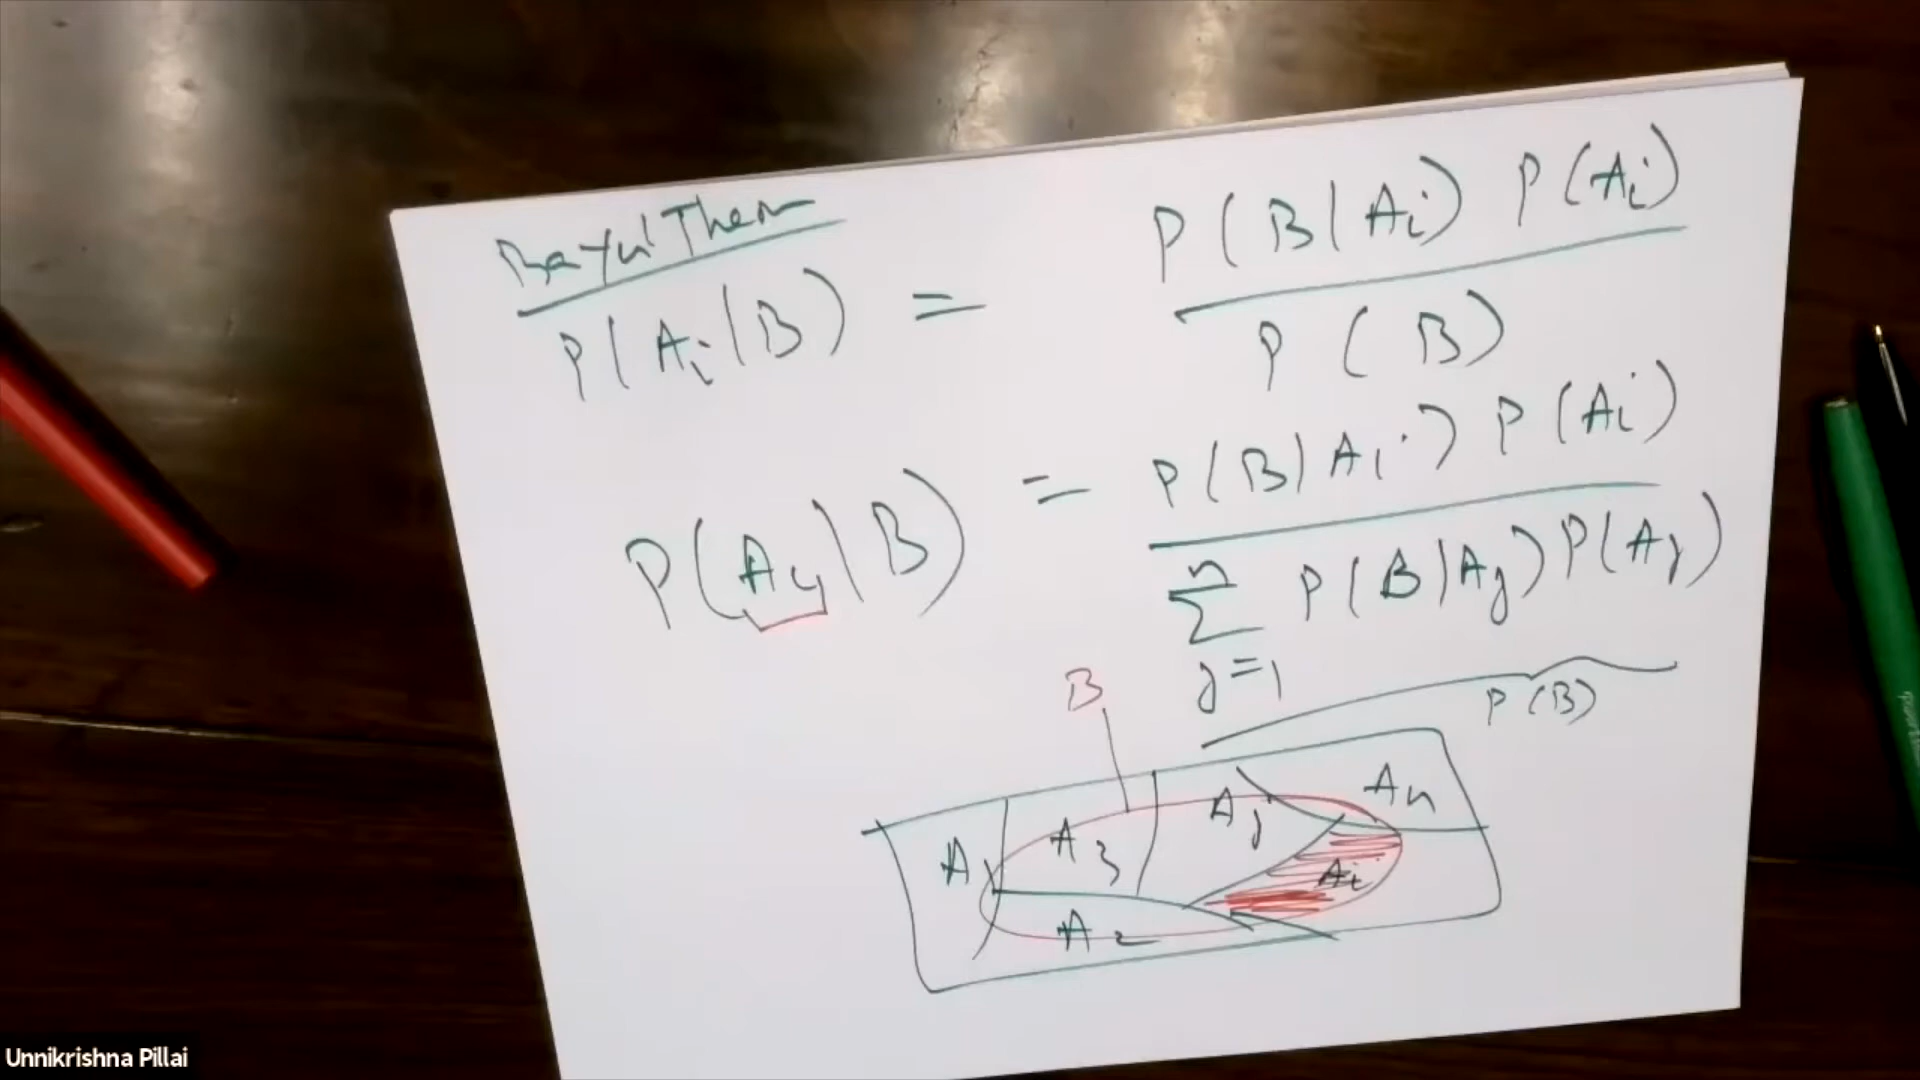 Bayes' Theorem
P(Ai|B) = P(B|Ai) P(Ai)
P(B)
P(Ai|B) = P(B|Ai) P(Ai)
n
Σ P(B|Aj) P(Aj)
j=1
P(B)
B
A1 A3 Aj An
A2 Ai
Unnikrishna Pillai